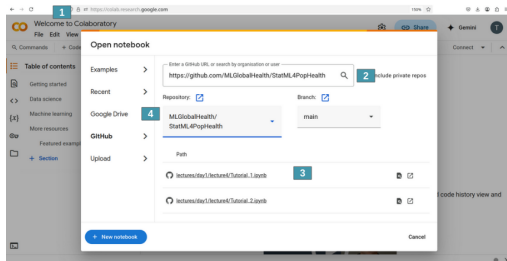 1
https://colab.research.google.com
150%
Welcome to Colaboratory
File Edit View
Share
Gemini
T
Commands + Code
Connect
Table of contents
Getting started
Data science
Machine learning
More resources
Featured exampl
+ Section
Open notebook
Examples
Recent
Google Drive
GitHub
Upload
Enter a GitHub URL or search by organisation or user
https://github.com/MLGlobalHealth/StatML4PopHealth
2
clude private repos
Repository:
Branch:
4
MLGlobalHealth/
StatML4PopHealth
main
Path
lectures/day1/lecture4/Tutorial_1.ipynb
3
lectures/day1/lecture4/Tutorial_2.ipynb
code history view and
+ New notebook
Cancel